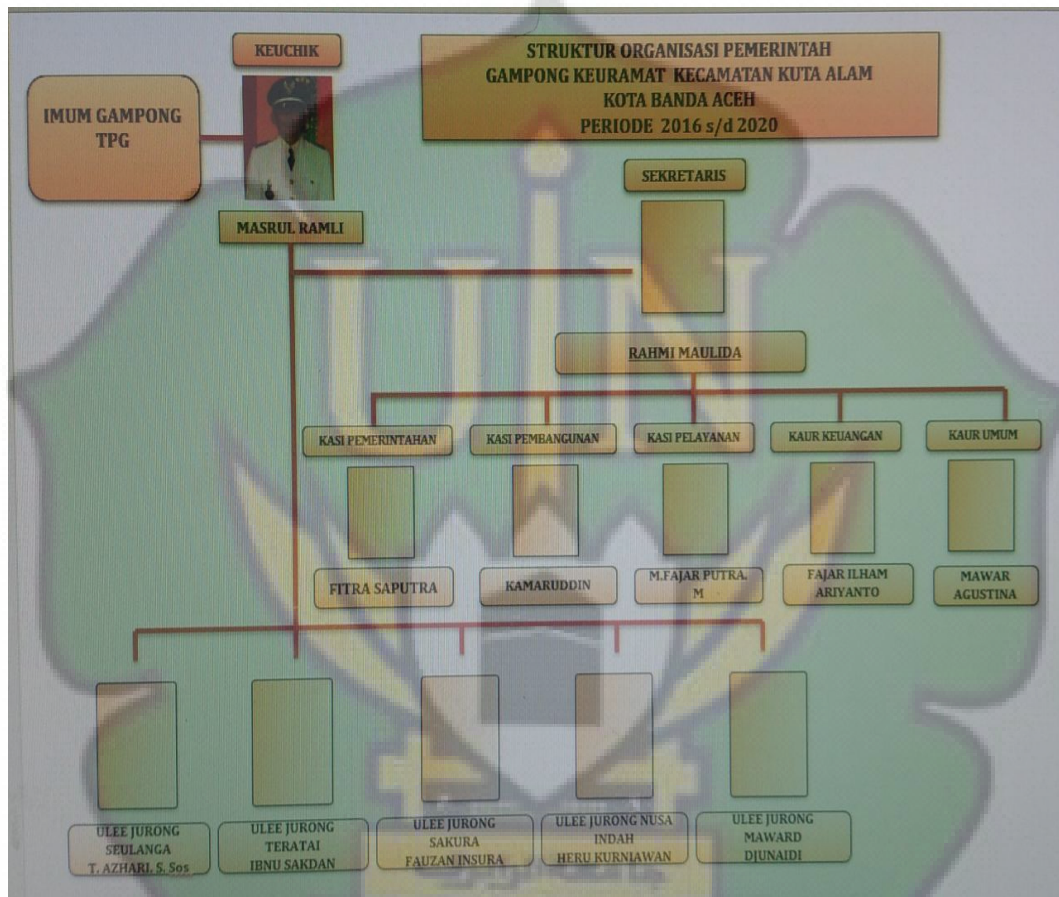 KEUCHIK
STRUKTUR ORGANISASI PEMERINTAH
GAMPONG KEURAMAT KECAMATAN KUTA ALAM
KOTA BANDA ACEH
PERIODE 2016 s/d 2020
IMUM GAMPONG
TPG
SEKRETARIS
MASRUL RAMLI
RAHMI MAULIDA
KASI PEMERINTAHAN
KASI PEMBANGUNAN
KASI PELAYANAN
KAUR KEUANGAN
KAUR UMUM
FITRA SAPUTRA
KAMARUDDIN
M.FAJAR PUTRA.
M
FAJAR ILHAM
ARIYANTO
MAWAR
AGUSTINA
ULEE JURONG
SEULANGA
T. AZHARI. S. Sos
ULEE JURONG
TERATAI
IBNU SAKDAN
ULEE JURONG
SAKURA
FAUZAN INSURA
ULEE JURONG NUSA
INDAH
HERU KURNIAWAN
ULEE JURONG
MAWARD
DJUNAIDI
UIN